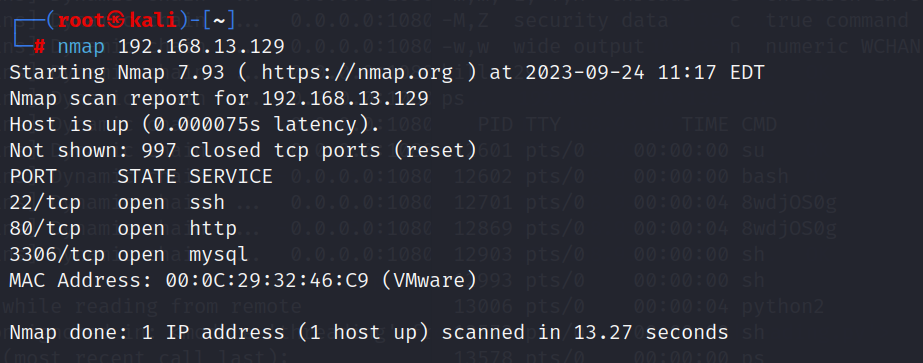 ┌──(root㉿kali)-[~]
└─# nmap 192.168.13.129
Starting Nmap 7.93 ( https://nmap.org ) at 2023-09-24 11:17 EDT
Nmap scan report for 192.168.13.129
Host is up (0.000075s latency).
Not shown: 997 closed tcp ports (reset)
PORT     STATE SERVICE
22/tcp   open  ssh
80/tcp   open  http
3306/tcp open  mysql
MAC Address: 00:0C:29:32:46:C9 (VMware)
Nmap done: 1 IP address (1 host up) scanned in 13.27 seconds